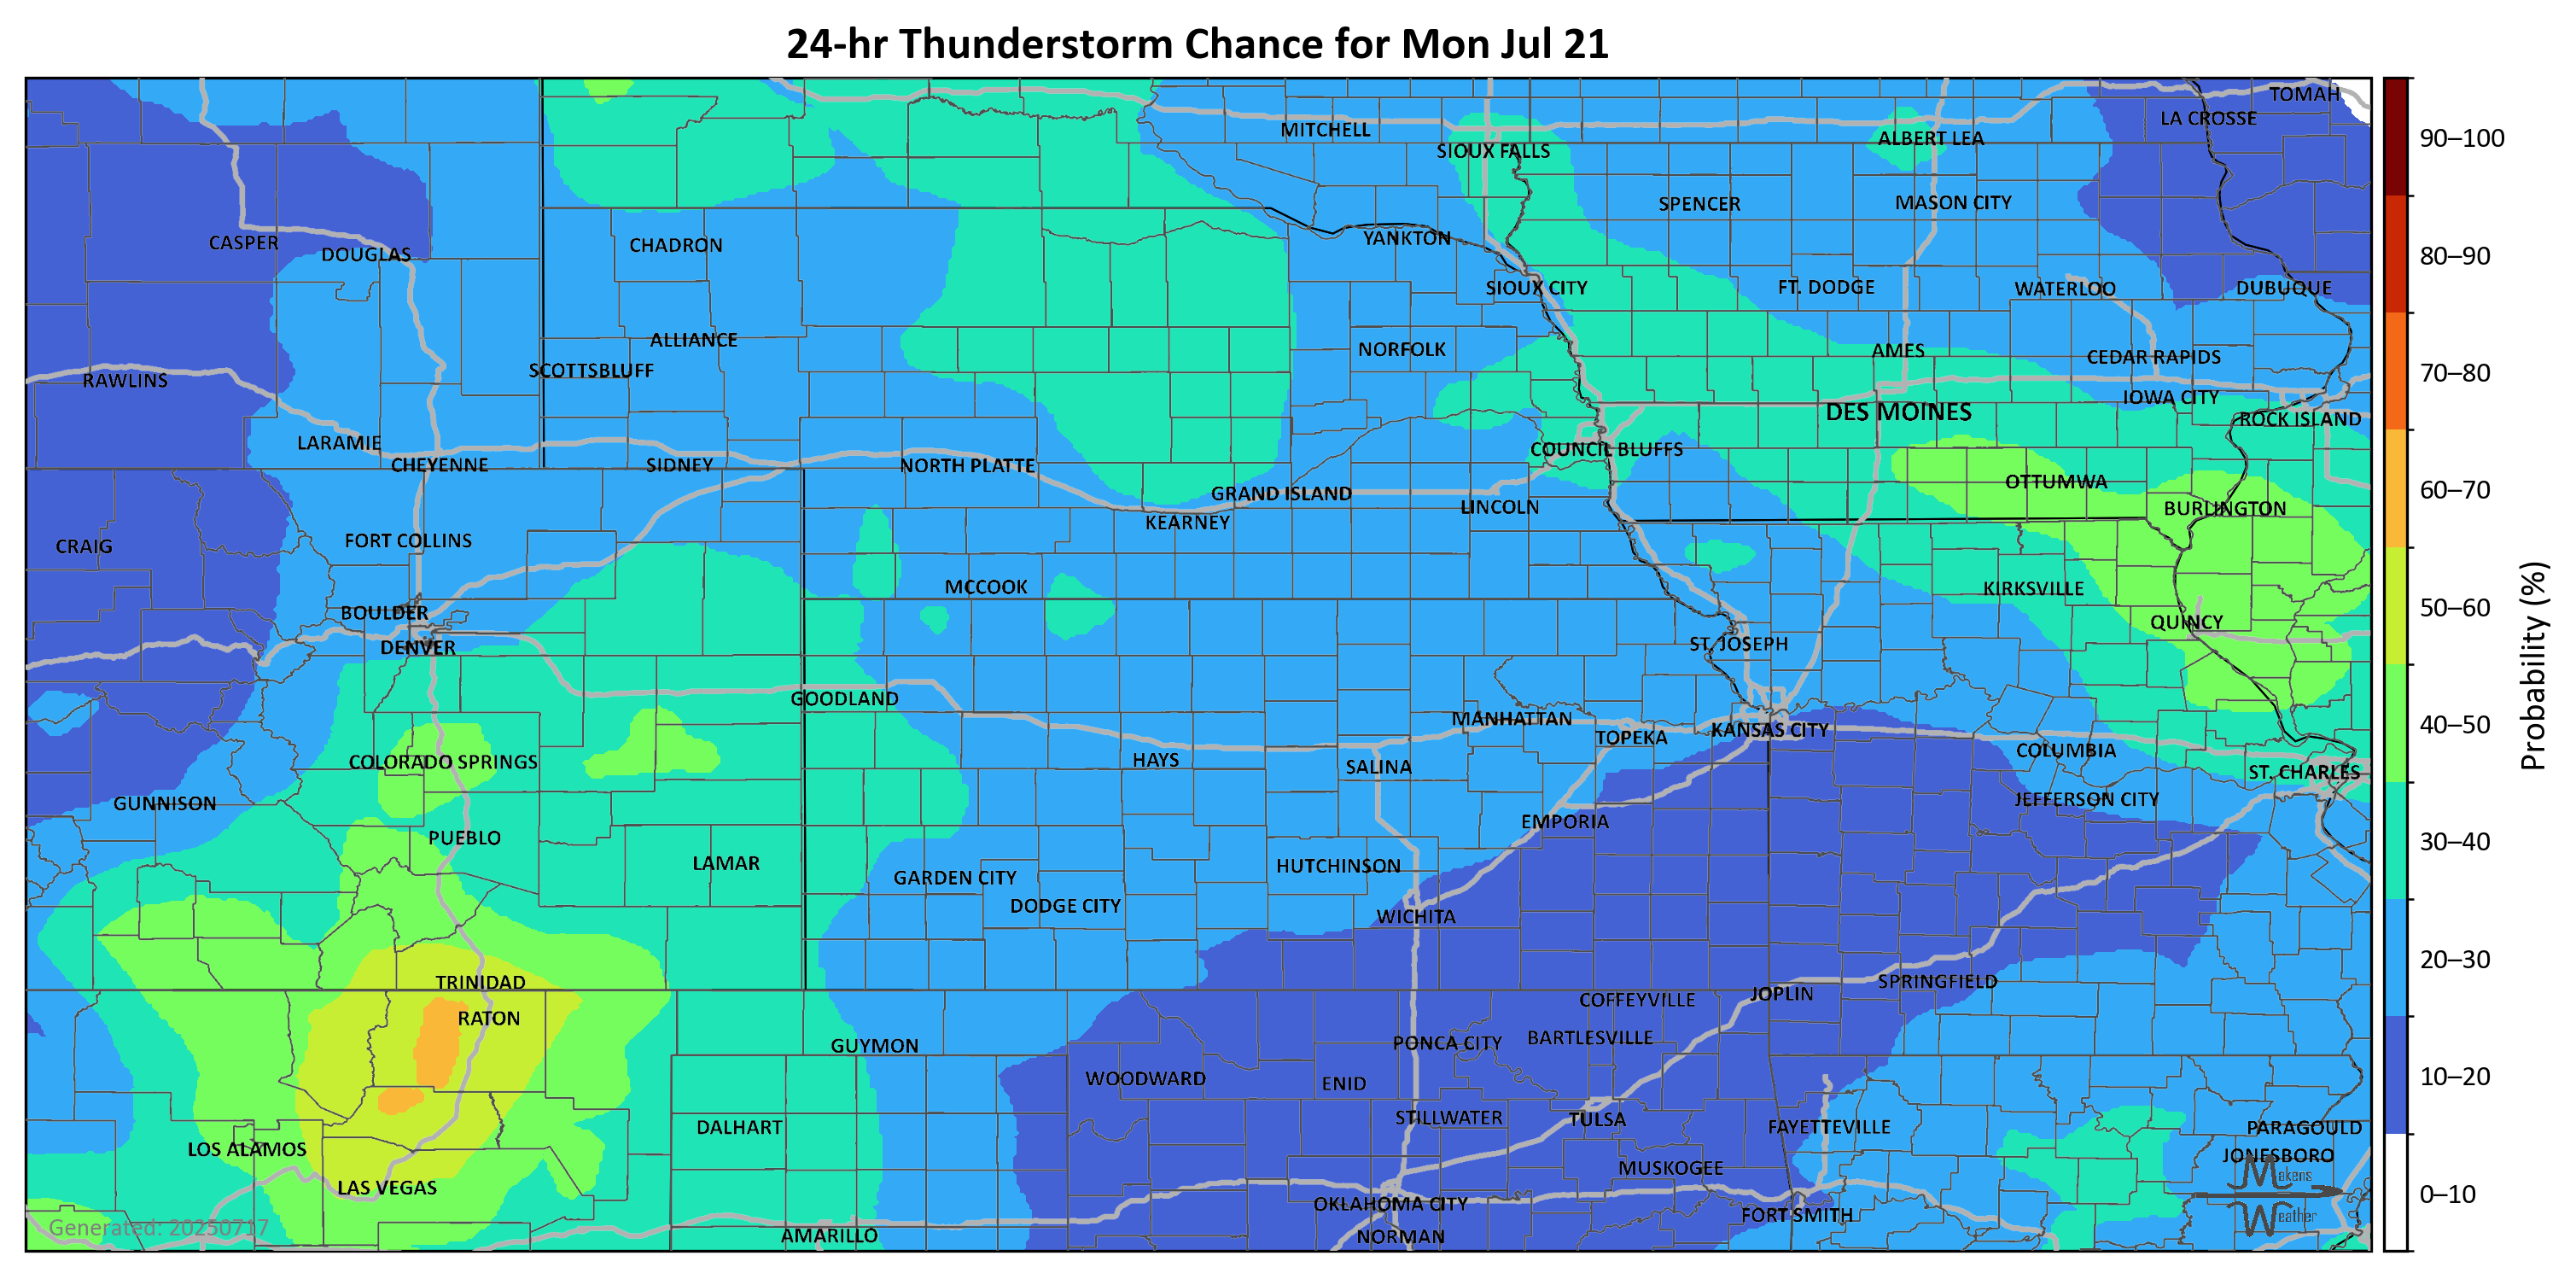 24-hr Thunderstorm Chance for Mon Jul 21
TOMAH
LA CROSSE
MITCHELL
ALBERT LEA
90–100
SIOUX FALLS
SPENCER
MASON CITY
CASPER
DOUGLAS
CHADRON
YANKTON
80–90
SIOUX CITY
FT. DODGE
WATERLOO
DUBUQUE
ALLIANCE
NORFOLK
AMES
CEDAR RAPIDS
RAWLINS
SCOTTSBLUFF
70–80
IOWA CITY
DES MOINES
ROCK ISLAND
LARAMIE
COUNCIL BLUFFS
CHEYENNE
SIDNEY
NORTH PLATTE
OTTUMWA
60–70
GRAND ISLAND
LINCOLN
BURLINGTON
KEARNEY
CRAIG
FORT COLLINS
MCCOOK
KIRKSVILLE
50–60
BOULDER
QUINCY
DENVER
ST. JOSEPH
Probability (%)
GOODLAND
MANHATTAN
TOPEKA
KANSAS CITY
40–50
COLORADO SPRINGS
HAYS
SALINA
COLUMBIA
ST. CHARLES
GUNNISON
JEFFERSON CITY
EMPORIA
PUEBLO
30–40
LAMAR
GARDEN CITY
HUTCHINSON
DODGE CITY
WICHITA
20–30
TRINIDAD
SPRINGFIELD
JOPLIN
COFFEYVILLE
RATON
GUYMON
PONCA CITY
BARTLESVILLE
WOODWARD
ENID
10–20
DALHART
STILLWATER
TULSA
FAYETTEVILLE
PARAGOULD
LOS ALAMOS
JONESBORO
MUSKOGEE
Makens
LAS VEGAS
OKLAHOMA CITY
0–10
FORT SMITH
Weather
Generated: 20250717
AMARILLO
NORMAN